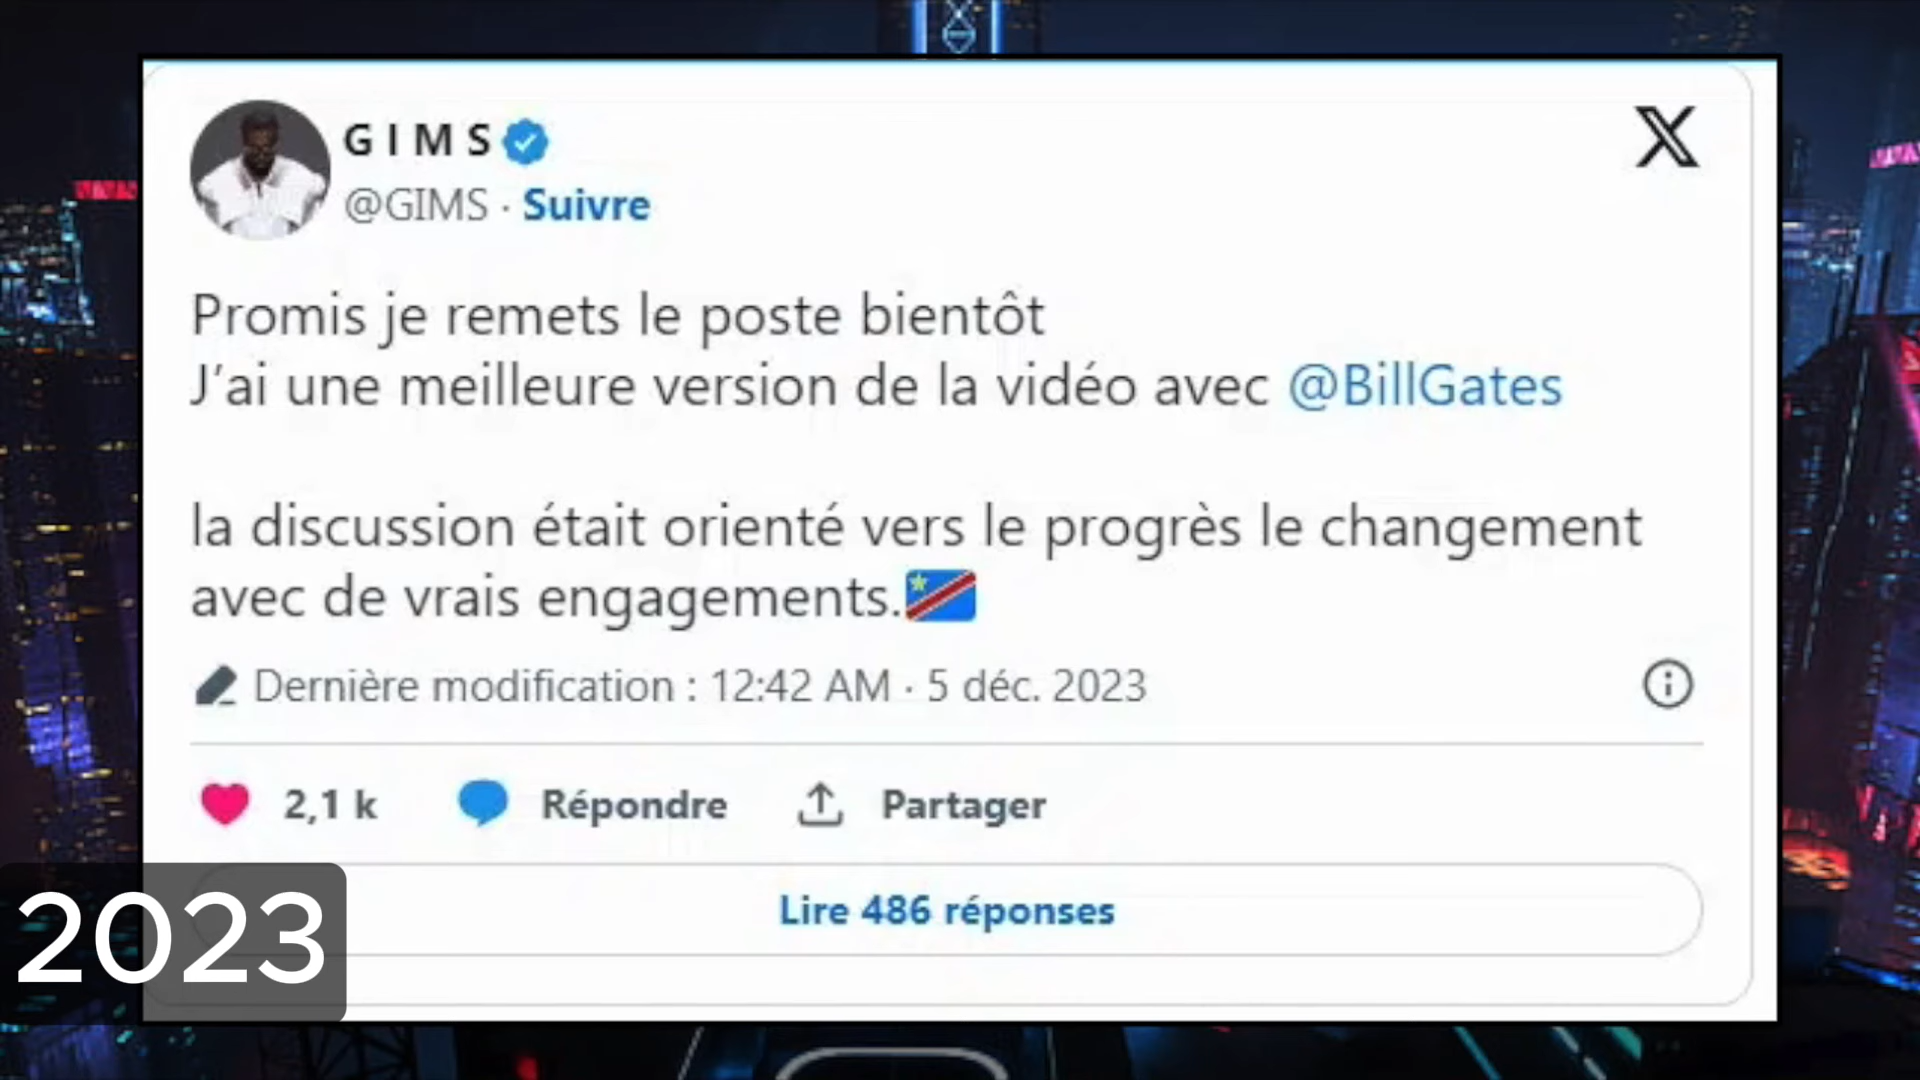 G I M S
@GIMS · Suivre
Promis je remets le poste bientôt
J'ai une meilleure version de la vidéo avec @BillGates
la discussion était orienté vers le progrès le changement
avec de vrais engagements.
Dernière modification : 12:42 AM · 5 déc. 2023
2,1 k Répondre Partager
Lire 486 réponses
2023